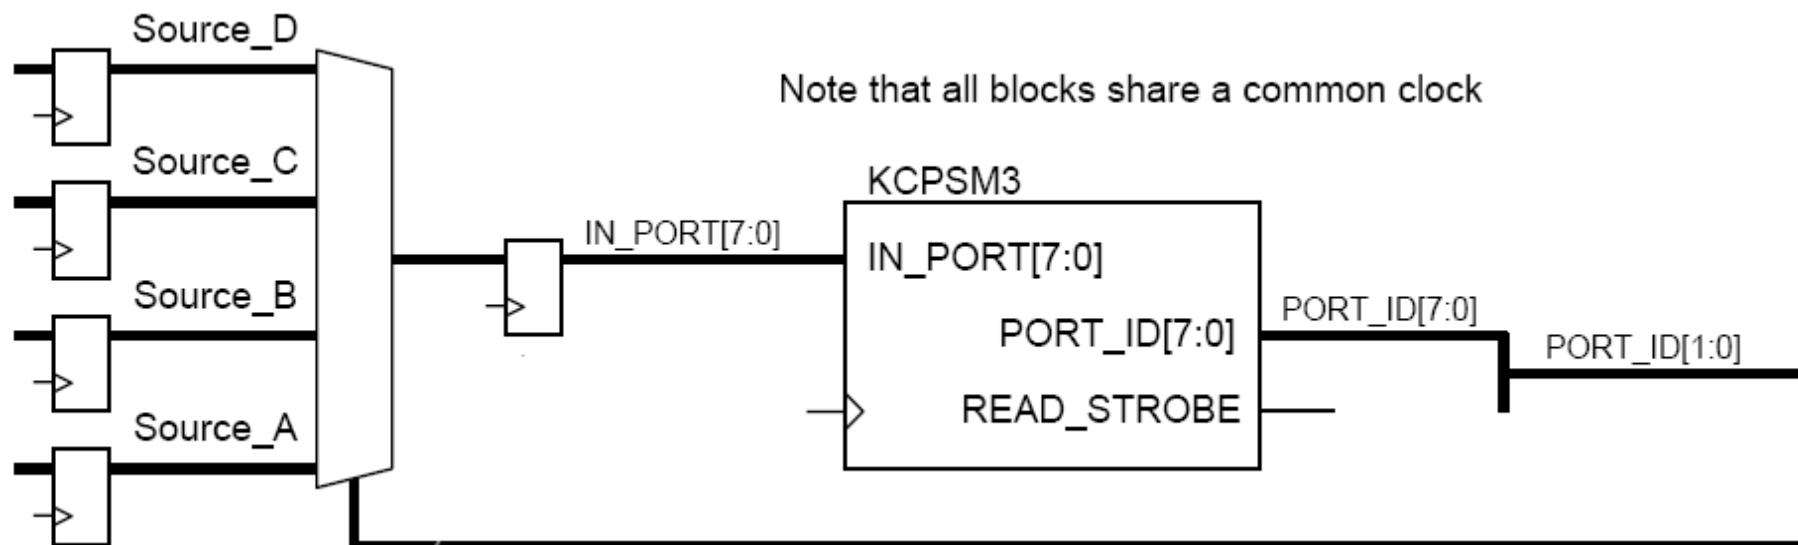 Source_D
Note that all blocks share a common clock
Source_C
KCPSM3
IN_PORT[7:0]
IN_PORT[7:0]
Source_B
PORT_ID[7:0]
PORT_ID[7:0]
PORT_ID[1:0]
READ_STROBE
Source_A